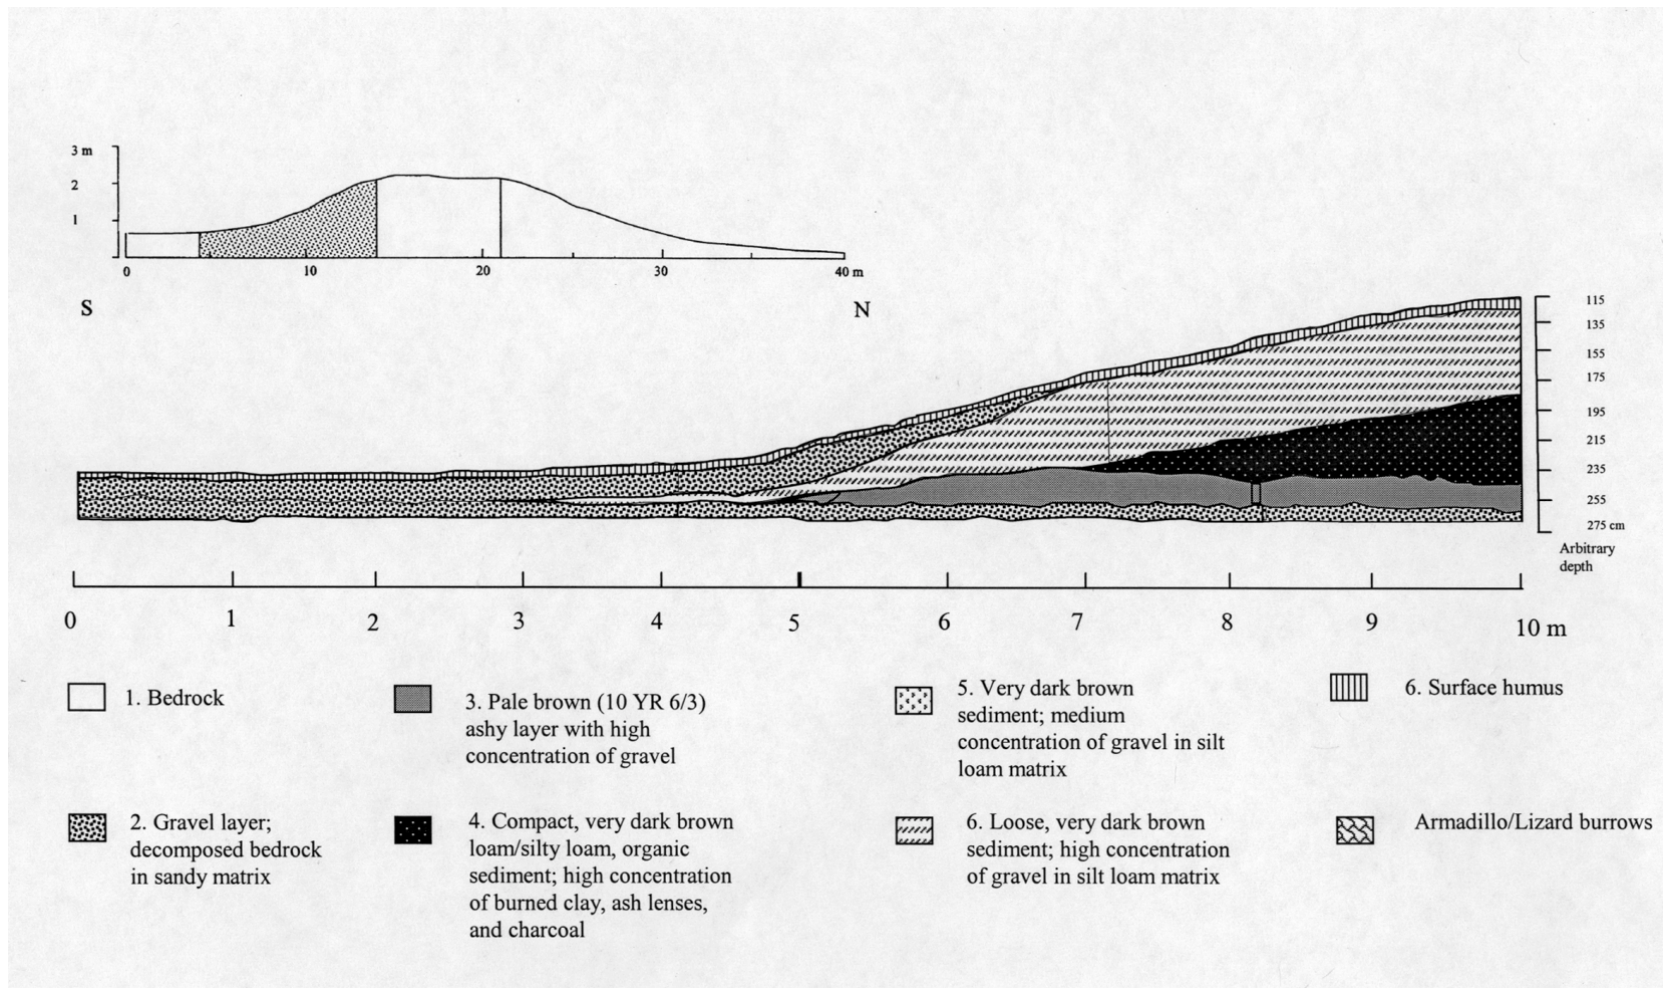 3 m
2
1
0 10 20 30 40 m
S N
115
135
155
175
195
215
235
255
275 cm
Arbitrary
depth
0 1 2 3 4 5 6 7 8 9 10 m
1. Bedrock
3. Pale brown (10 YR 6/3)
ashy layer with high
concentration of gravel
5. Very dark brown
sediment; medium
concentration of gravel in silt
loam matrix
6. Surface humus
2. Gravel layer;
decomposed bedrock
in sandy matrix
4. Compact, very dark brown
loam/silty loam, organic
sediment; high concentration
of burned clay, ash lenses,
and charcoal
6. Loose, very dark brown
sediment; high concentration
of gravel in silt loam matrix
Armadillo/Lizard burrows